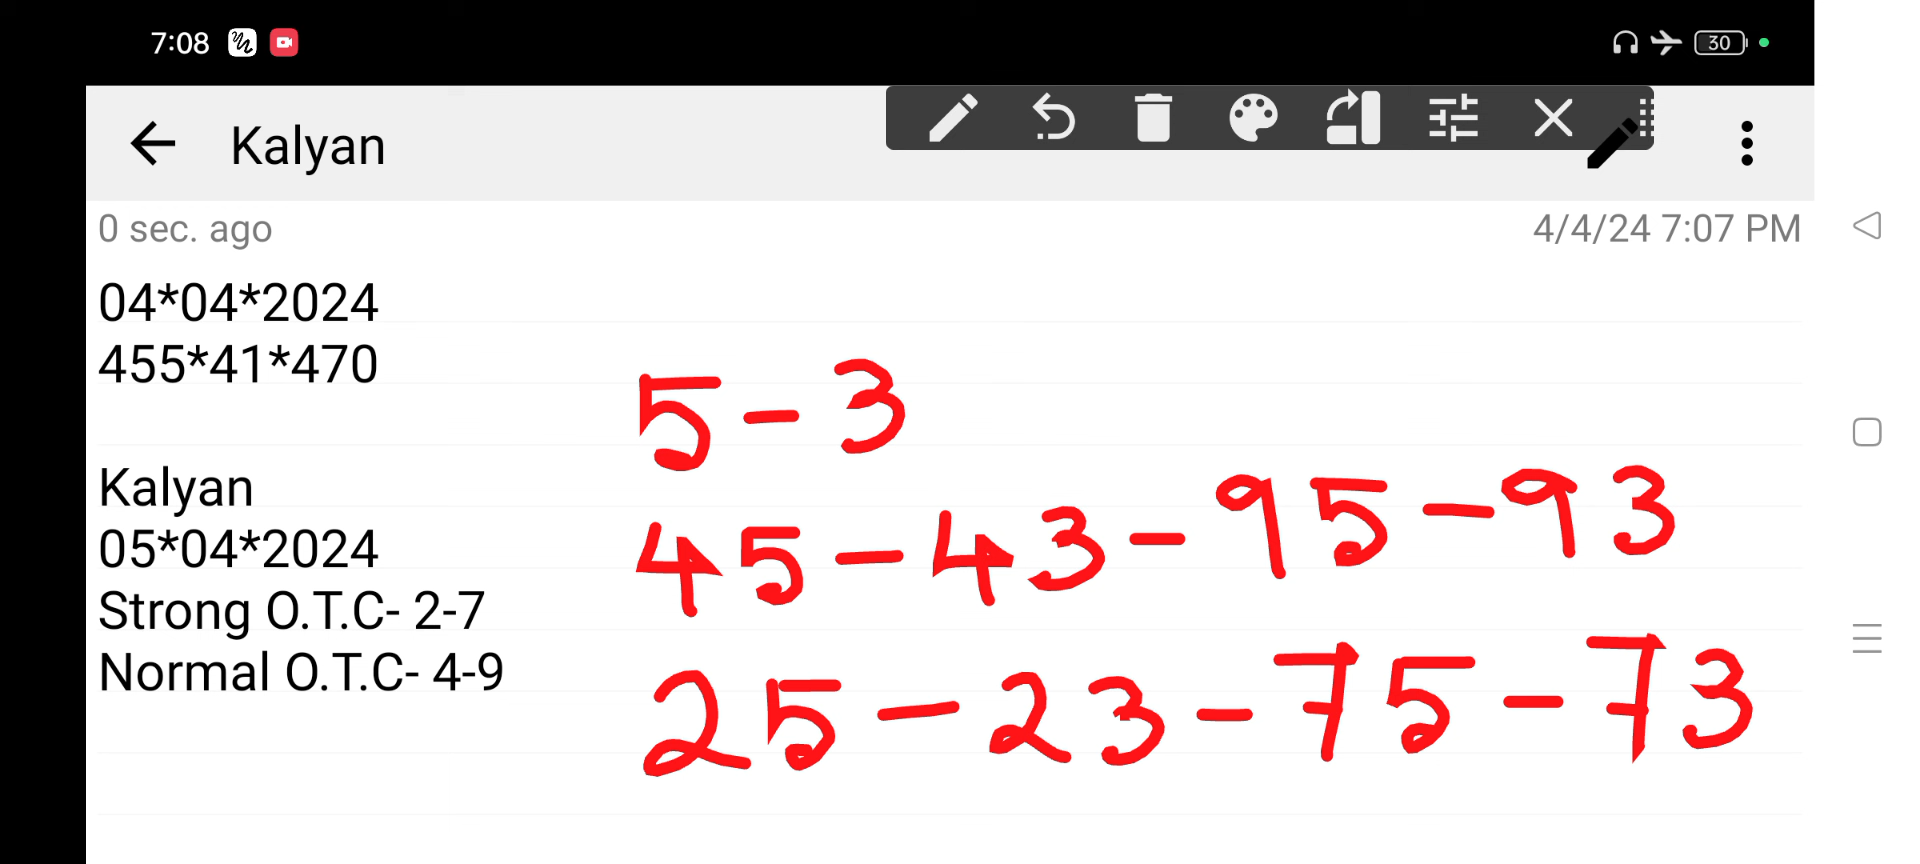 7:08 30
Kalyan
0 sec. ago 4/4/24 7:07 PM
04*04*2024
455*41*470
5-3
Kalyan
45-43-95-93
05*04*2024
Strong O.T.C- 2-7
Normal O.T.C- 4-9
25-23-75-73